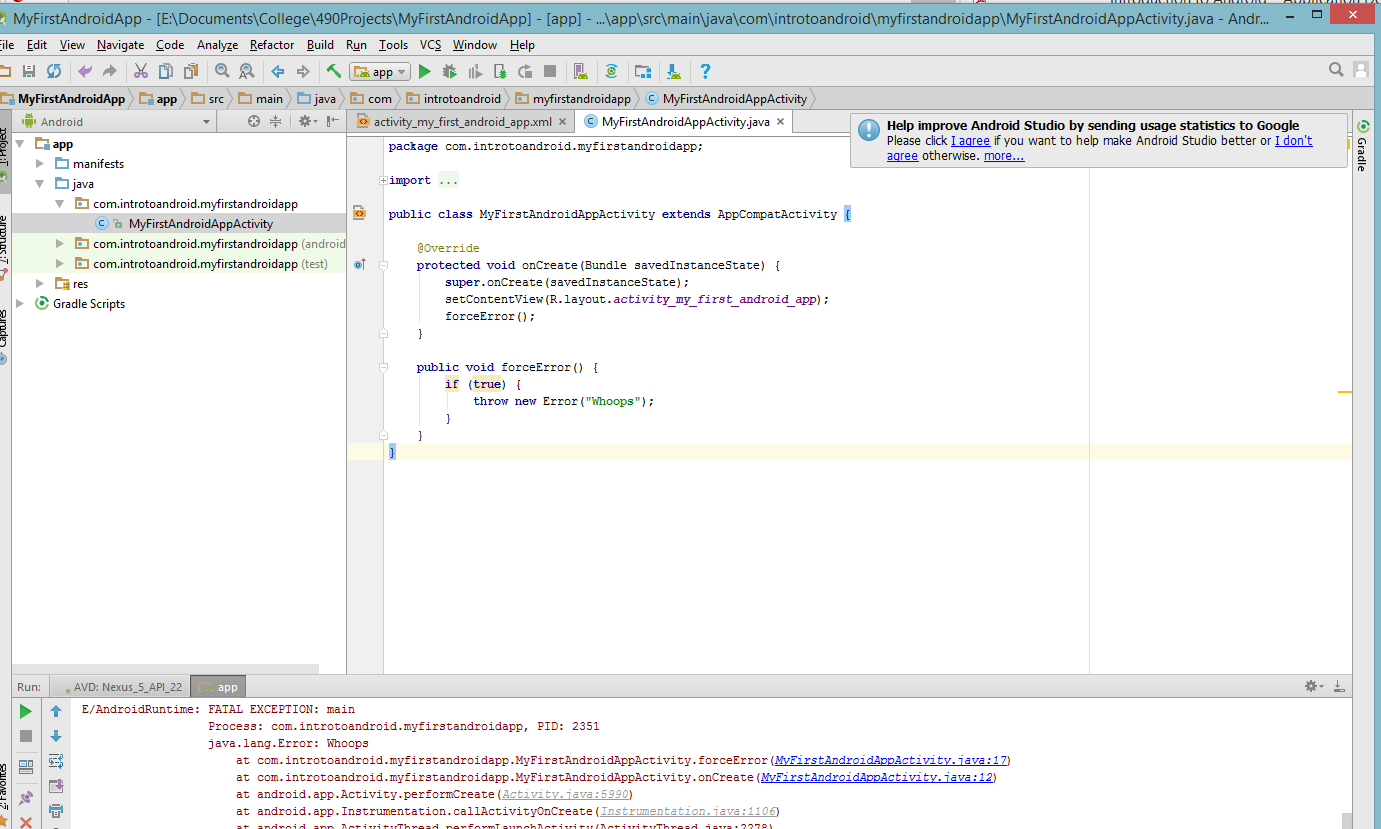 Introduction to Android - Application
MyFirstAndroidApp - [E:\Documents\College\490Projects\MyFirstAndroidApp] - [app] - ...\app\src\main\java\com\introtoandroid\myfirstandroidapp\MyFirstAndroidAppActivity.java - Andr...
File Edit View Navigate Code Analyze Refactor Build Run Tools VCS Window Help
app
MyFirstAndroidApp app src main java com introtoandroid myfirstandroidapp MyFirstAndroidAppActivity
Android
activity_my_first_android_app.xml
MyFirstAndroidAppActivity.java
1: Project
7: Structure
Captures
2: Favorites
app
manifests
java
com.introtoandroid.myfirstandroidapp
MyFirstAndroidAppActivity
com.introtoandroid.myfirstandroidapp (android
com.introtoandroid.myfirstandroidapp (test)
res
Gradle Scripts
package com.introtoandroid.myfirstandroidapp;
import ...
public class MyFirstAndroidAppActivity extends AppCompatActivity {
@Override
protected void onCreate(Bundle savedInstanceState) {
super.onCreate(savedInstanceState);
setContentView(R.layout.activity_my_first_android_app);
forceError();
}
public void forceError() {
if (true) {
throw new Error("Whoops");
}
}
}
Help improve Android Studio by sending usage statistics to Google
Please click I agree if you want to help make Android Studio better or I don't
agree otherwise. more...
Gradle
Run: AVD: Nexus_5_API_22 app
E/AndroidRuntime: FATAL EXCEPTION: main
Process: com.introtoandroid.myfirstandroidapp, PID: 2351
java.lang.Error: Whoops
at com.introtoandroid.myfirstandroidapp.MyFirstAndroidAppActivity.forceError(MyFirstAndroidAppActivity.java:17)
at com.introtoandroid.myfirstandroidapp.MyFirstAndroidAppActivity.onCreate(MyFirstAndroidAppActivity.java:12)
at android.app.Activity.performCreate(Activity.java:5990)
at android.app.Instrumentation.callActivityOnCreate(Instrumentation.java:1106)
at android.app.ActivityThread.performLaunchActivity(ActivityThread.java:2278)